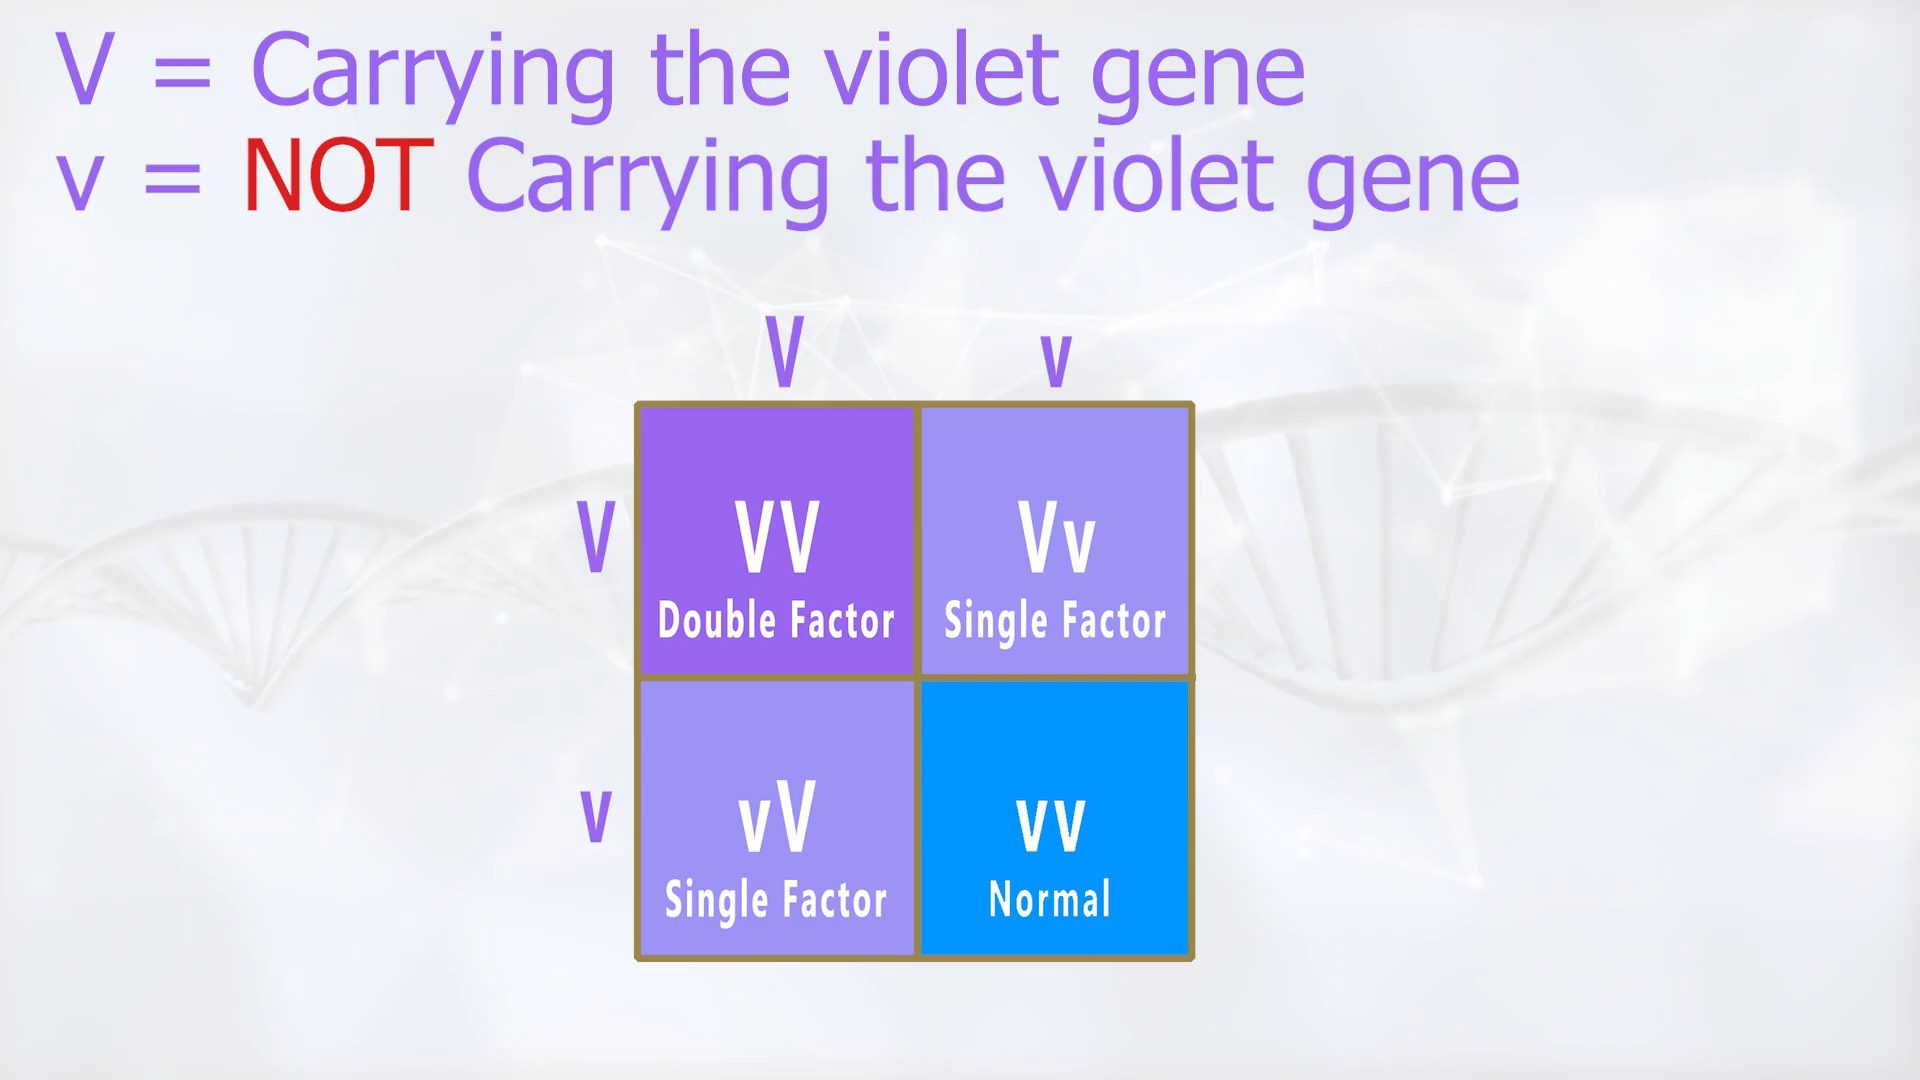 V = Carrying the violet gene
v = NOT Carrying the violet gene
V v
V VV Vv
Double Factor Single Factor
v vV vv
Single Factor Normal